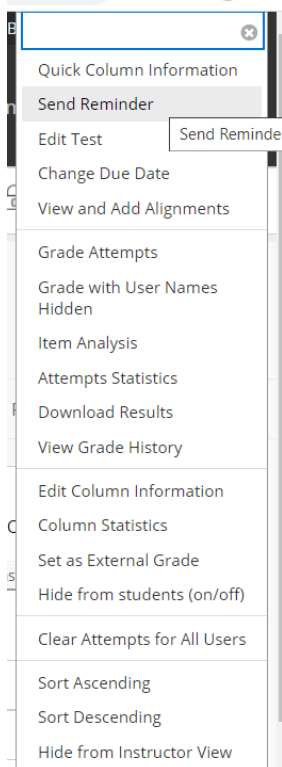 Quick Column Information
Send Reminder
Edit Test
Send Reminde
Change Due Date
View and Add Alignments
Grade Attempts
Grade with User Names
Hidden
Item Analysis
Attempts Statistics
Download Results
View Grade History
Edit Column Information
Column Statistics
Set as External Grade
Hide from students (on/off)
Clear Attempts for All Users
Sort Ascending
Sort Descending
Hide from Instructor View